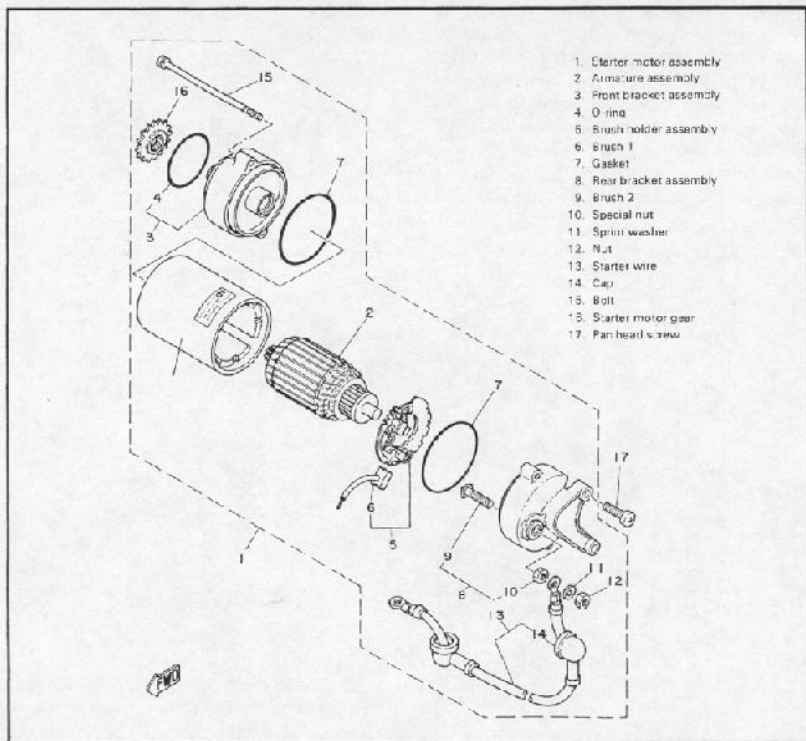 1. Starter motor assembly
2. Armature assembly
3. Front bracket assembly
4. O-ring
5. Brush holder assembly
6. Brush 1
7. Gasket
8. Rear bracket assembly
9. Brush 2
10. Special nut
11. Sprint washer
12. Nut
13. Starter wire
14. Cap
15. Bolt
16. Starter motor gear
17. Pan head screw
15
16
7
4
3
2
7
17
6
9
5
1
10
11
12
8
13
14
FWD